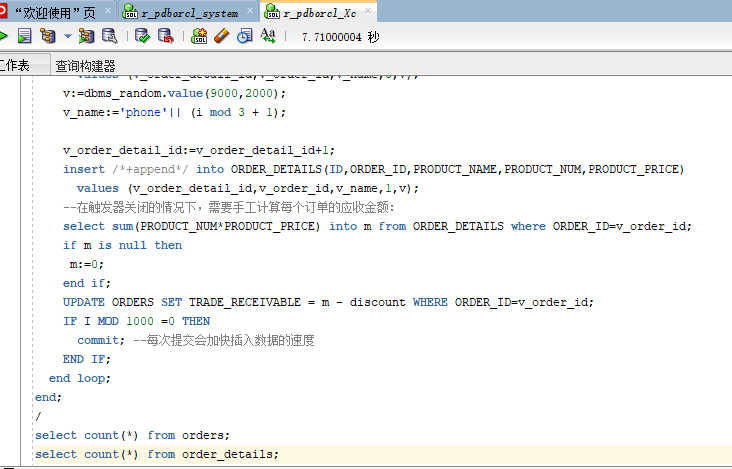 “欢迎使用”页 r_pdborcl_system r_pdborcl_Xc
7.71000004 秒
工作表 查询构建器
values (v_order_detail_id,v_order_id,v_name,6,v);
v:=dbms_random.value(9000,2000);
v_name:='phone'|| (i mod 3 + 1);
v_order_detail_id:=v_order_detail_id+1;
insert /*+append*/ into ORDER_DETAILS(ID,ORDER_ID,PRODUCT_NAME,PRODUCT_NUM,PRODUCT_PRICE)
values (v_order_detail_id,v_order_id,v_name,1,v);
--在触发器关闭的情况下，需要手工计算每个订单的应收金额：
select sum(PRODUCT_NUM*PRODUCT_PRICE) into m from ORDER_DETAILS where ORDER_ID=v_order_id;
if m is null then
m:=0;
end if;
UPDATE ORDERS SET TRADE_RECEIVABLE = m - discount WHERE ORDER_ID=v_order_id;
IF I MOD 1000 =0 THEN
commit; --每次提交会加快插入数据的速度
END IF;
end loop;
end;
/
select count(*) from orders;
select count(*) from order_details;